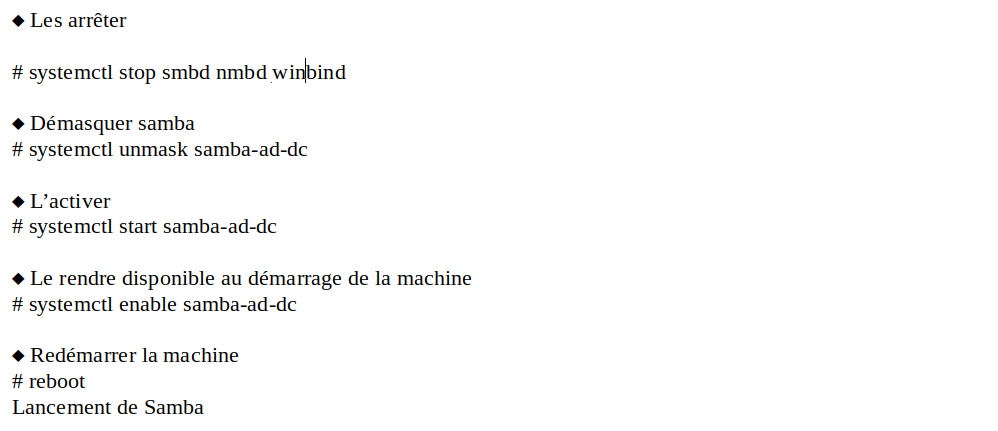 ◆ Les arrêter
# systemctl stop smbd nmbd winbind
◆ Démasquer samba
# systemctl unmask samba-ad-dc
◆ L’activer
# systemctl start samba-ad-dc
◆ Le rendre disponible au démarrage de la machine
# systemctl enable samba-ad-dc
◆ Redémarrer la machine
# reboot
Lancement de Samba